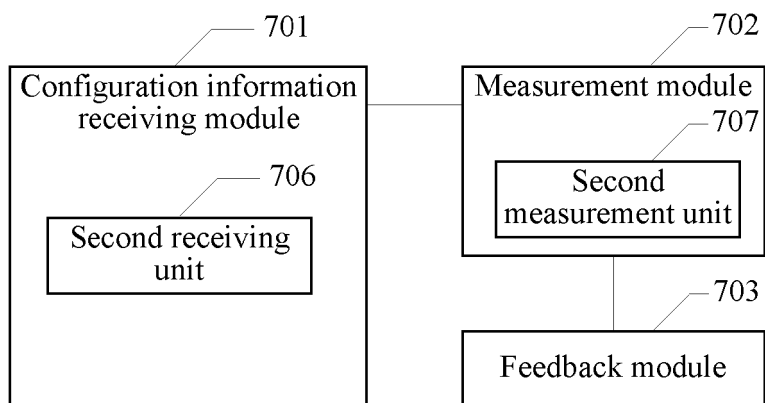 701
Configuration information
receiving module
706
Second receiving
unit
702
Measurement module
707
Second
measurement unit
703
Feedback module